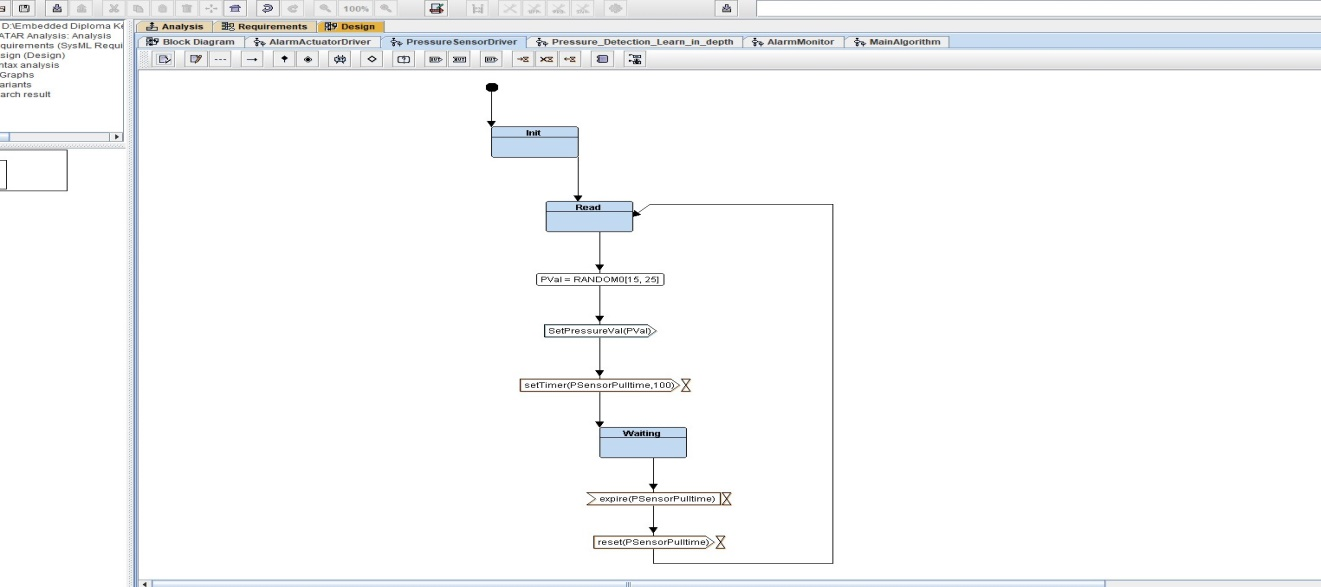 100%
D:\Embedded Diploma Ke
ATAR Analysis: Analysis
quirements (SysML Requi
sign (Design)
ntax analysis
Graphs
ariants
arch result
Analysis Requirements Design
Block Diagram AlarmActuatorDriver PressureSensorDriver Pressure_Detection_Learn_in_depth AlarmMonitor MainAlgorithm
Init
Read
PVal = RANDOM0[15, 25]
SetPressureVal(PVal)
setTimer(PSensorPulltime,100)
Waiting
expire(PSensorPulltime)
reset(PSensorPulltime)